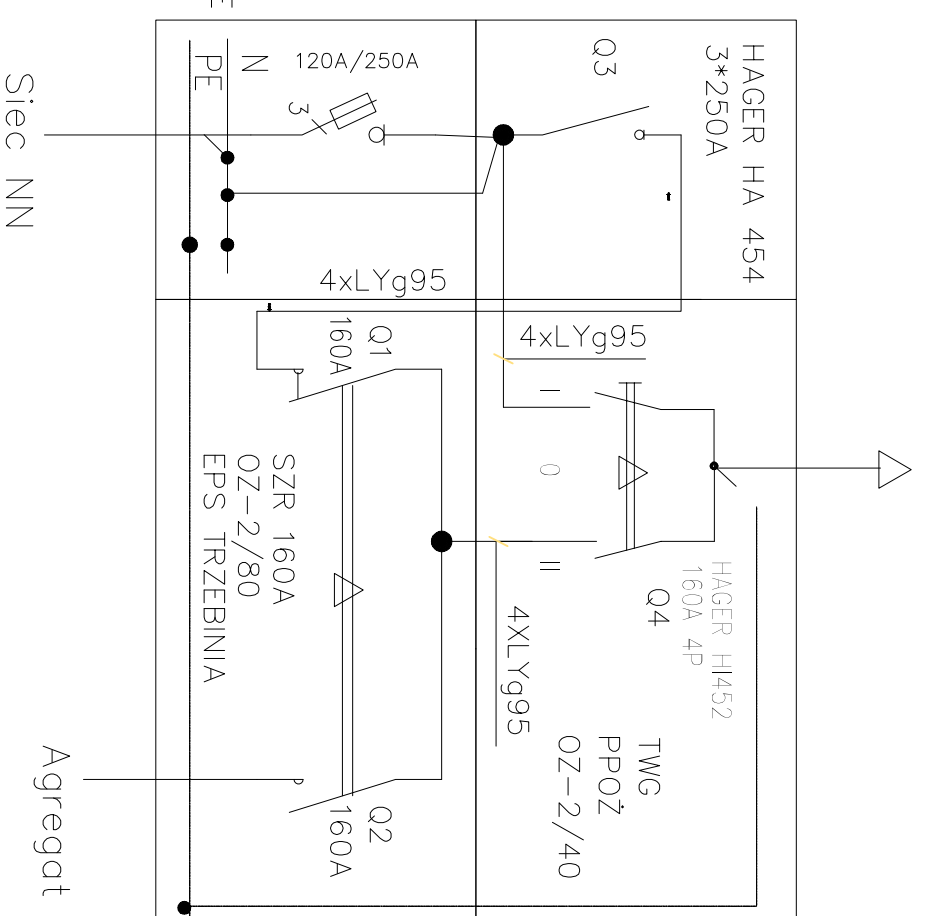 E
Siec NN
PE
N
120A/250A
3
Q3
HAGER HA 454
3*250A
4xLYg95
4xLYg95
Q1
160A
I
0
II
SZR 160A
OZ-2/80
EPS TRZEBINIA
HAGER HI452
160A 4P
Q4
4XLYg95
TWG
PPOŻ
OZ-2/40
Q2
160A
Agregat